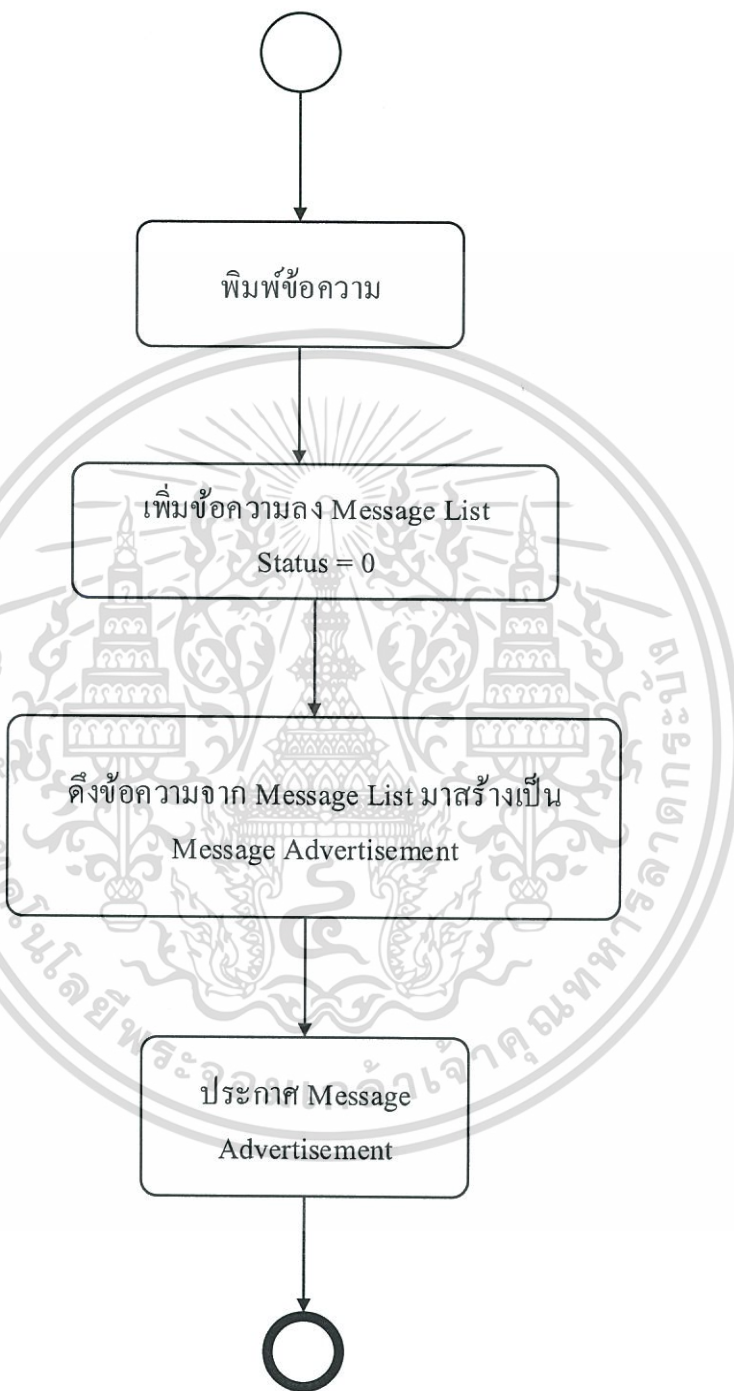 พิมพ์ข้อความ
เพิ่มข้อความลง Message List
Status = 0
ดึงข้อความจาก Message List มาสร้างเป็น
Message Advertisement
ประกาศ Message
Advertisement